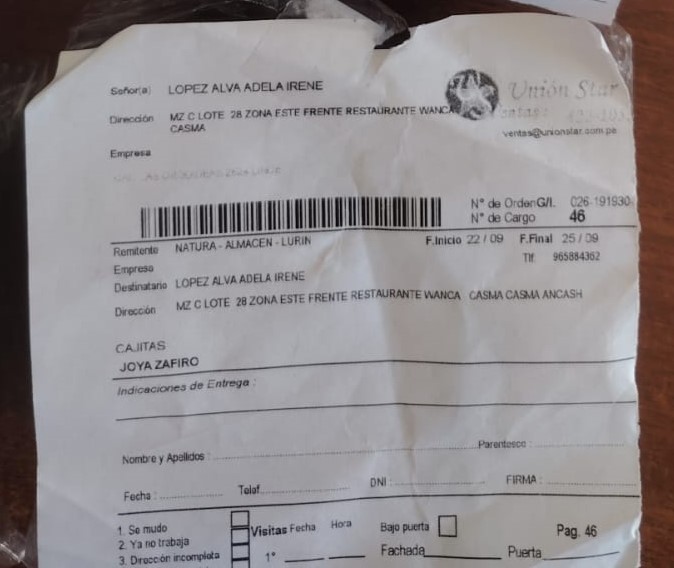 Señor(a) LOPEZ ALVA ADELA IRENE
Unión Star
Dirección MZ C LOTE 28 ZONA ESTE FRENTE RESTAURANTE WANCA
CASMA
ventas@unionstar.com.pe
Empresa
N° de OrdenG/I. 026-191930
N° de Cargo 46
Remitente NATURA - ALMACEN - LURIN F.Inicio 22 / 09 F.Final 25 / 09
Empresa Tlf. 965884362
Destinatario LOPEZ ALVA ADELA IRENE
Dirección MZ C LOTE 28 ZONA ESTE FRENTE RESTAURANTE WANCA CASMA CASMA ANCASH
CAJITAS
JOYA ZAFIRO
Indicaciones de Entrega :
Nombre y Apellidos : Parentesco :
Fecha : Telef. DNI : FIRMA :
1. Se mudo Visitas Fecha Hora Bajo puerta Pag. 46
2. Ya no trabaja
3. Dirección incompleta 1° Fachada Puerta